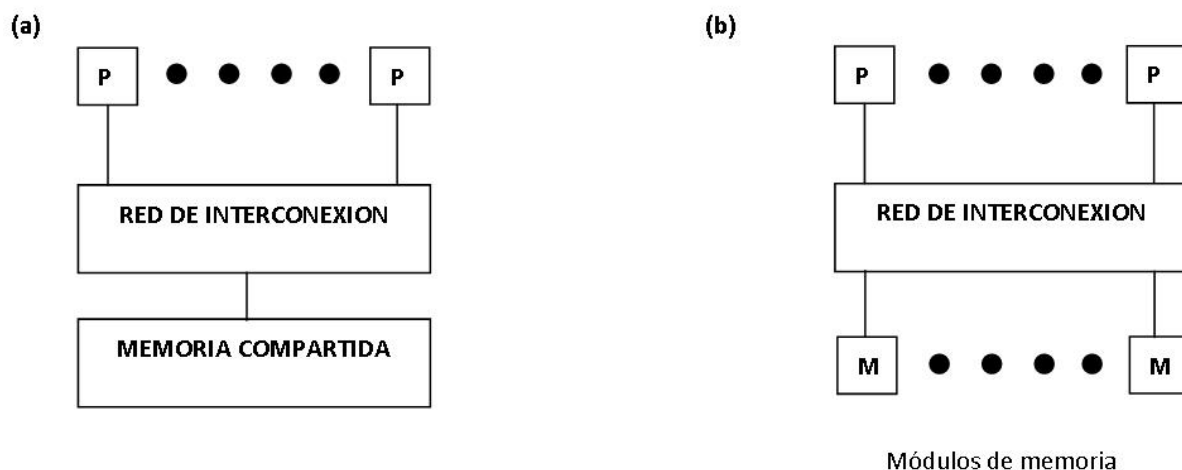 (a)
P P
RED DE INTERCONEXION
MEMORIA COMPARTIDA
(b)
P P
RED DE INTERCONEXION
M M
Módulos de memoria